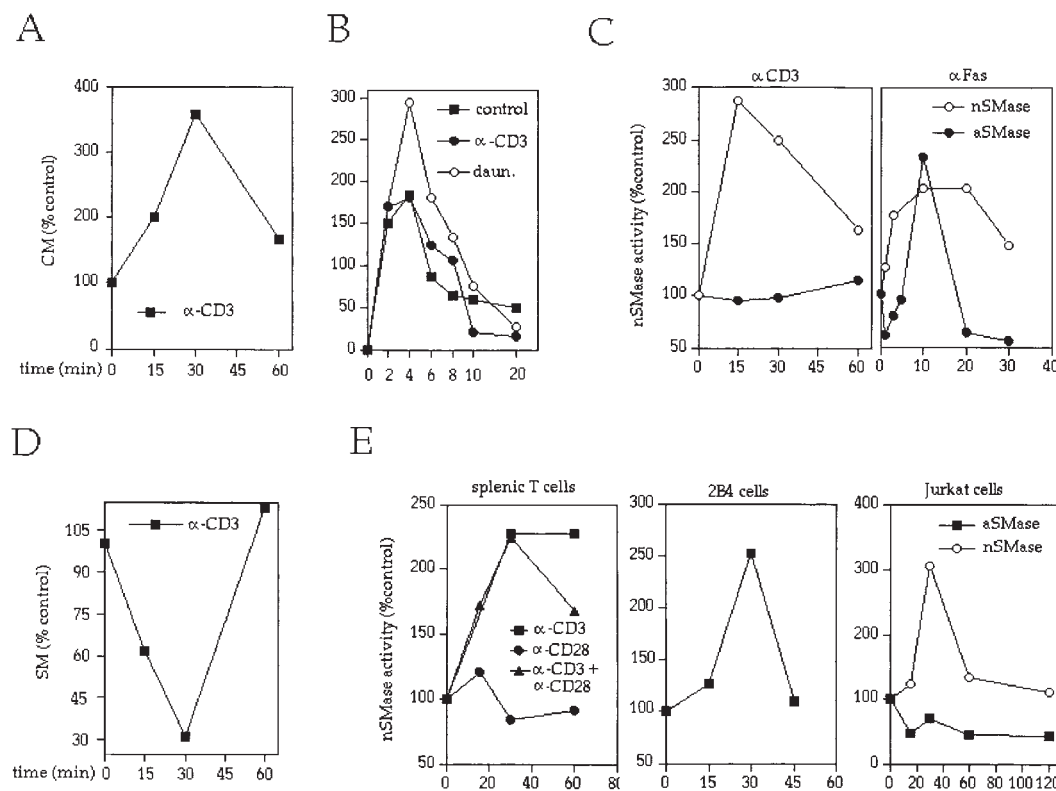 A
CM (% control)
400
300
200
100
0
α-CD3
time (min)
0 15 30 45 60
B
300
250
200
150
100
50
0
control
α-CD3
daun.
0 2 4 6 8 10 20
C
nSMase activity (%control)
α CD3
300
250
200
150
100
50
0 15 30 45 60
α Fas
nSMase
aSMase
0 10 20 30 40
D
SM (% control)
105
90
75
60
45
30
α-CD3
time (min)
0 15 30 45 60
E
nSMase activity (%control)
splenic T cells
250
200
150
100
50
α-CD3
α-CD28
α-CD3 +
α-CD28
0 20 40 60 80
2B4 cells
300
250
200
150
100
50
0 15 30 45 60
Jurkat cells
400
300
200
100
0
aSMase
nSMase
0 20 40 60 80 100 120